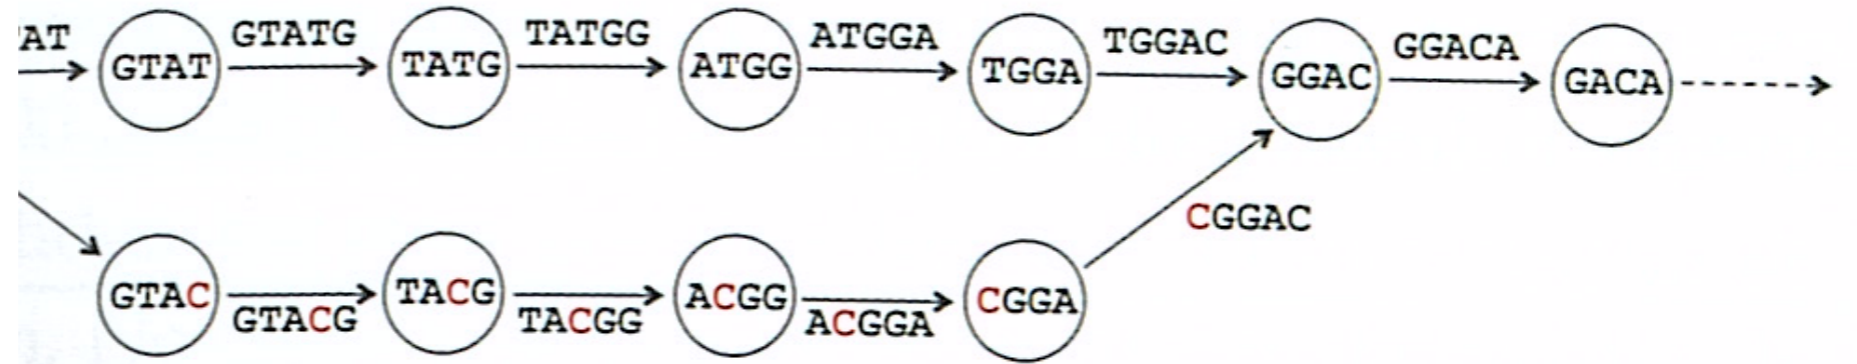 AT GTATG TATGG ATGGA TGGAC GGACA
GTAT TATG ATGG TGGA GGAC GACA
CGGAC
GTAC TACG ACGG CGGA
GTACG TACGG ACGGA